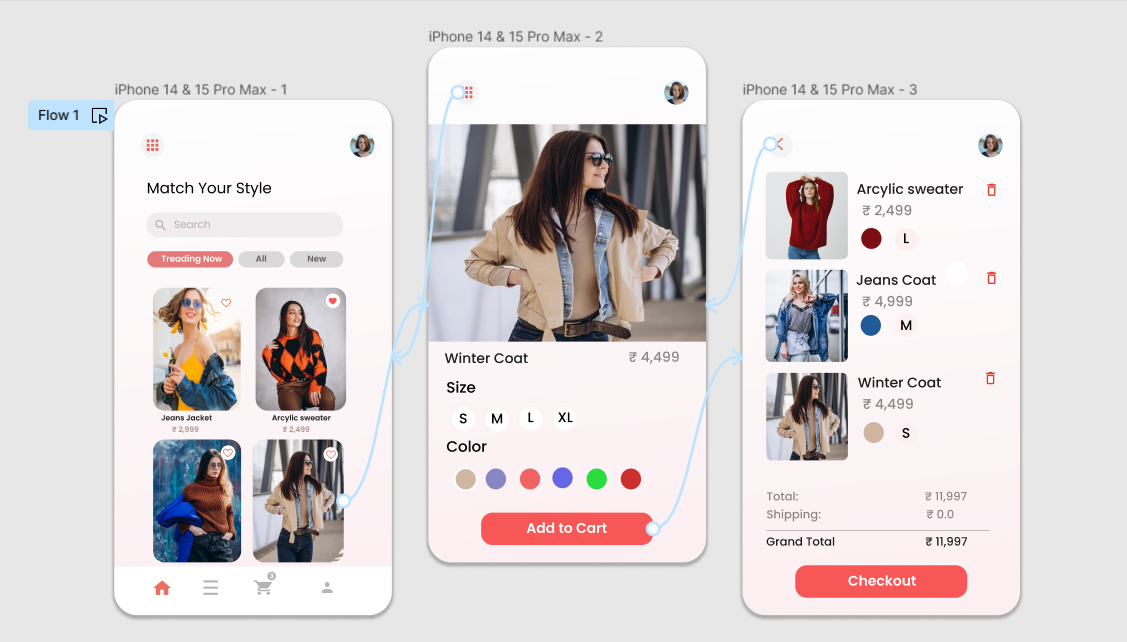 iPhone 14 & 15 Pro Max - 1
Flow 1
Match Your Style
Search
Treading Now
All
New
Jeans Jacket
₹ 2,999
Arcylic sweater
₹ 2,499
3
iPhone 14 & 15 Pro Max - 2
Winter Coat
₹ 4,499
Size
S
M
L
XL
Color
Add to Cart
iPhone 14 & 15 Pro Max - 3
Arcylic sweater
₹ 2,499
L
Jeans Coat
₹ 4,999
M
Winter Coat
₹ 4,499
S
Total:
₹ 11,997
Shipping:
₹ 0.0
Grand Total
₹ 11,997
Checkout